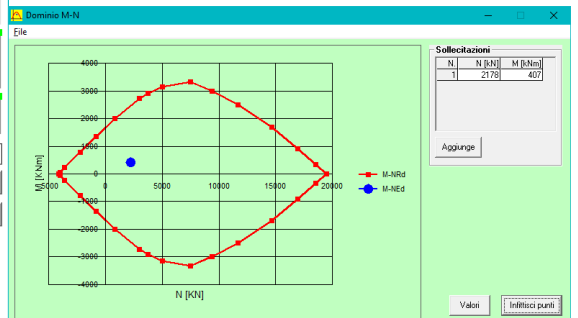 Dominio M-N
File
4000
3000
2000
1000
0
-5000 0 5000 10000 15000 20000
-1000
-2000
-3000
-4000
M [KNm]
N [KN]
M-NRd
M-NEd
Sollecitazioni
N. N [kN] M [kNm]
1 2178 407
Aggiunge
Valori
Infittisci punti